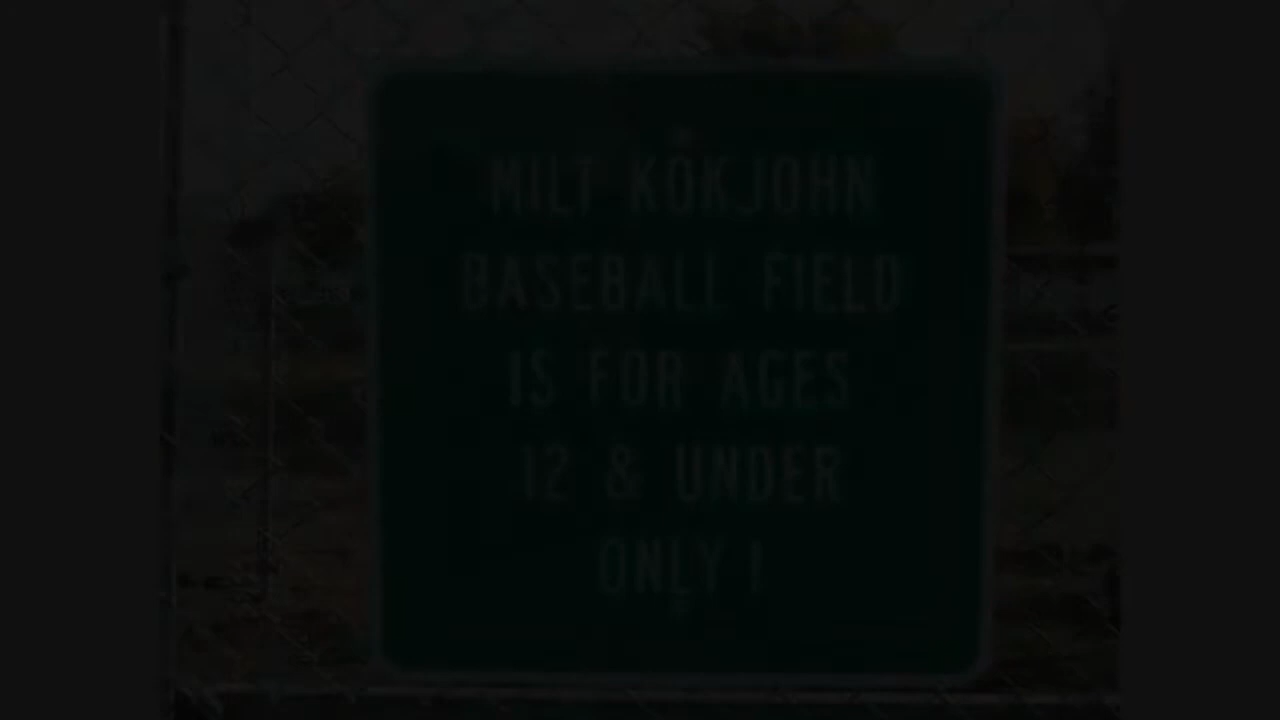 MILT KOKJOHN
BASEBALL FIELD
IS FOR AGES
12 & UNDER
ONLY !